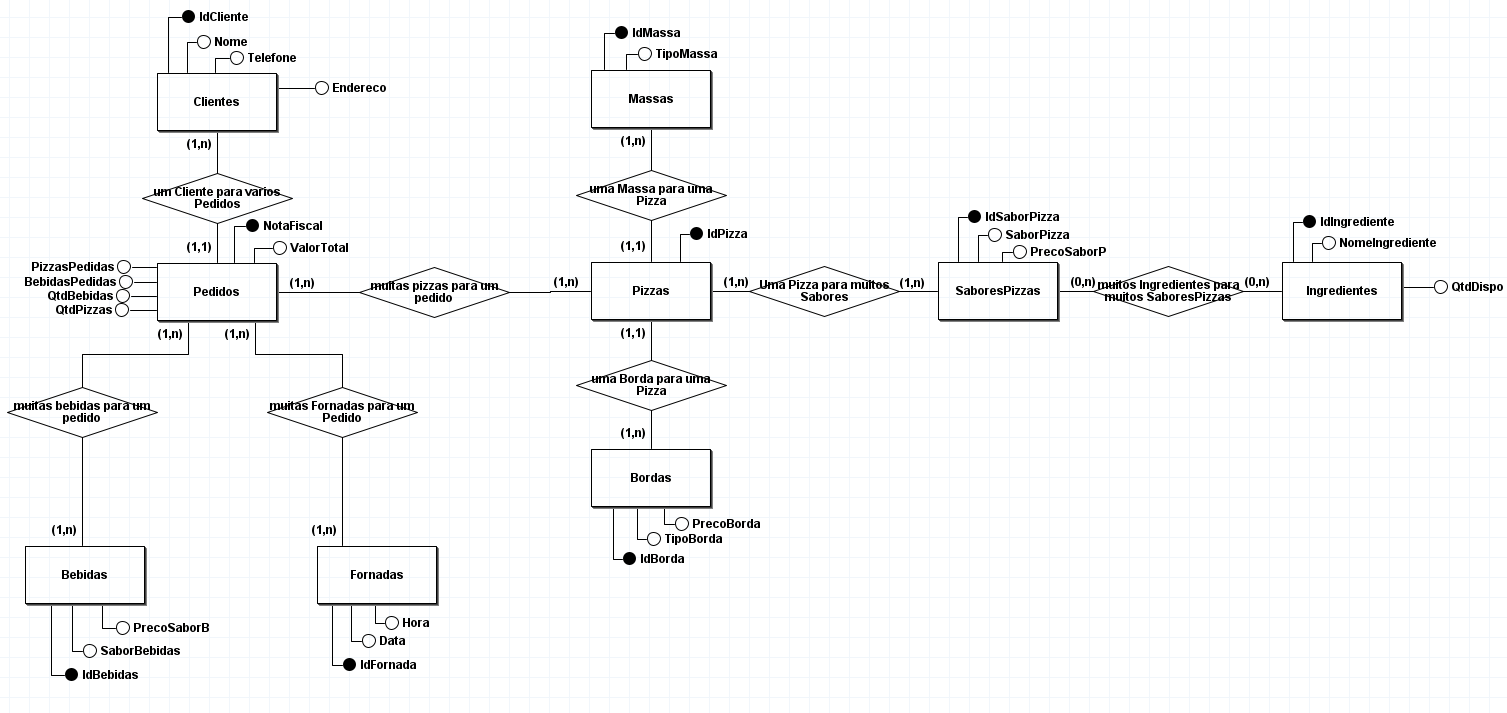 IdCliente
Nome
Telefone
Endereco
Clientes
(1,n)
um Cliente para varios
Pedidos
(1,1)
NotaFiscal
ValorTotal
PizzasPedidas
BebidasPedidas
QtdBebidas
QtdPizzas
Pedidos
(1,n)
muitas pizzas para um
pedido
(1,n)
(1,n)
(1,n)
muitas bebidas para um
pedido
muitas Fornadas para um
Pedido
(1,n)
(1,n)
Bebidas
Fornadas
PrecoSaborB
SaborBebidas
IdBebidas
Hora
Data
IdFornada
IdMassa
TipoMassa
Massas
(1,n)
uma Massa para uma
Pizza
(1,1)
IdPizza
Pizzas
(1,1)
uma Borda para uma
Pizza
(1,n)
Bordas
PrecoBorda
TipoBorda
IdBorda
(1,n)
Uma Pizza para muitos
Sabores
(1,n)
IdSaborPizza
SaborPizza
PrecoSaborP
SaboresPizzas
(0,n)
muitos Ingredientes para
muitos SaboresPizzas
(0,n)
IdIngrediente
NomeIngrediente
Ingredientes
QtdDispo